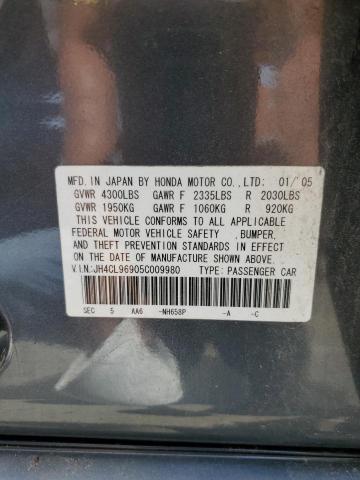 MFD. IN JAPAN BY HONDA MOTOR CO., LTD: 01/'05
GVWR 4300LBS GAWR F 2335LBS R 2030LBS
GVWR 1950KG GAWR F 1060KG R 920KG
THIS VEHICLE CONFORMS TO ALL APPLICABLE
FEDERAL MOTOR VEHICLE SAFETY ,BUMPER,
AND THEFT PREVENTION STANDARDS IN EFFECT
ON THE DATE OF MANUFACTURE SHOWN ABOVE.
V.I.N:JH4CL96905C009980 TYPE: PASSENGER CAR
SEC 5 AA6 -NH658P -A -C